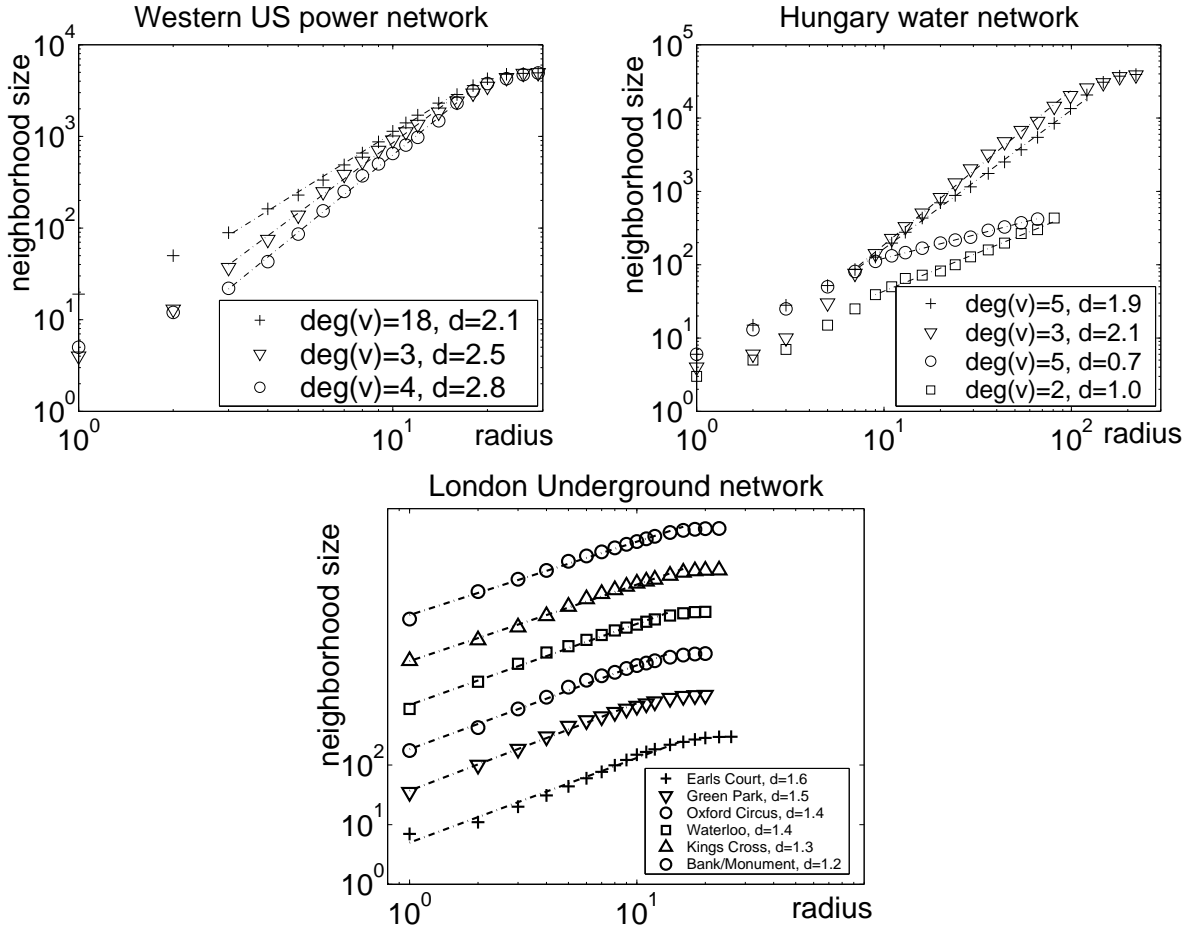 Western US power network
neighborhood size
10^4
10^3
10^2
10^1
10^0
deg(v)=18, d=2.1
deg(v)=3, d=2.5
deg(v)=4, d=2.8
10^0
10^1
radius
Hungary water network
neighborhood size
10^5
10^4
10^3
10^2
10^1
10^0
deg(v)=5, d=1.9
deg(v)=3, d=2.1
deg(v)=5, d=0.7
deg(v)=2, d=1.0
10^0
10^1
10^2
radius
London Underground network
neighborhood size
10^2
10^1
10^0
Earls Court, d=1.6
Green Park, d=1.5
Oxford Circus, d=1.4
Waterloo, d=1.4
Kings Cross, d=1.3
Bank/Monument, d=1.2
10^0
10^1
radius